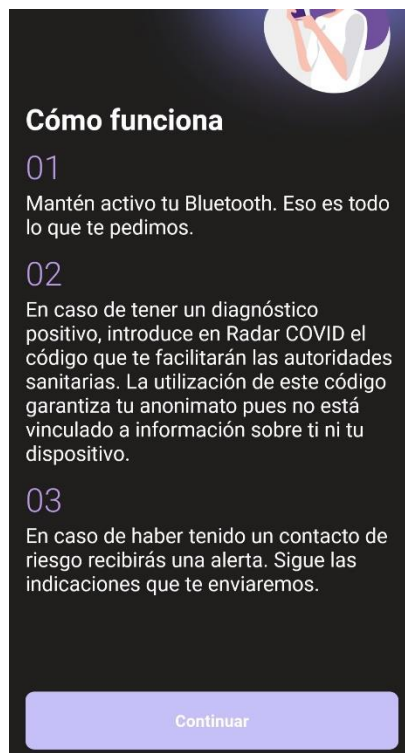 Cómo funciona
01
Mantén activo tu Bluetooth. Eso es todo
lo que te pedimos.
02
En caso de tener un diagnóstico
positivo, introduce en Radar COVID el
código que te facilitarán las autoridades
sanitarias. La utilización de este código
garantiza tu anonimato pues no está
vinculado a información sobre ti ni tu
dispositivo.
03
En caso de haber tenido un contacto de
riesgo recibirás una alerta. Sigue las
indicaciones que te enviaremos.
Continuar